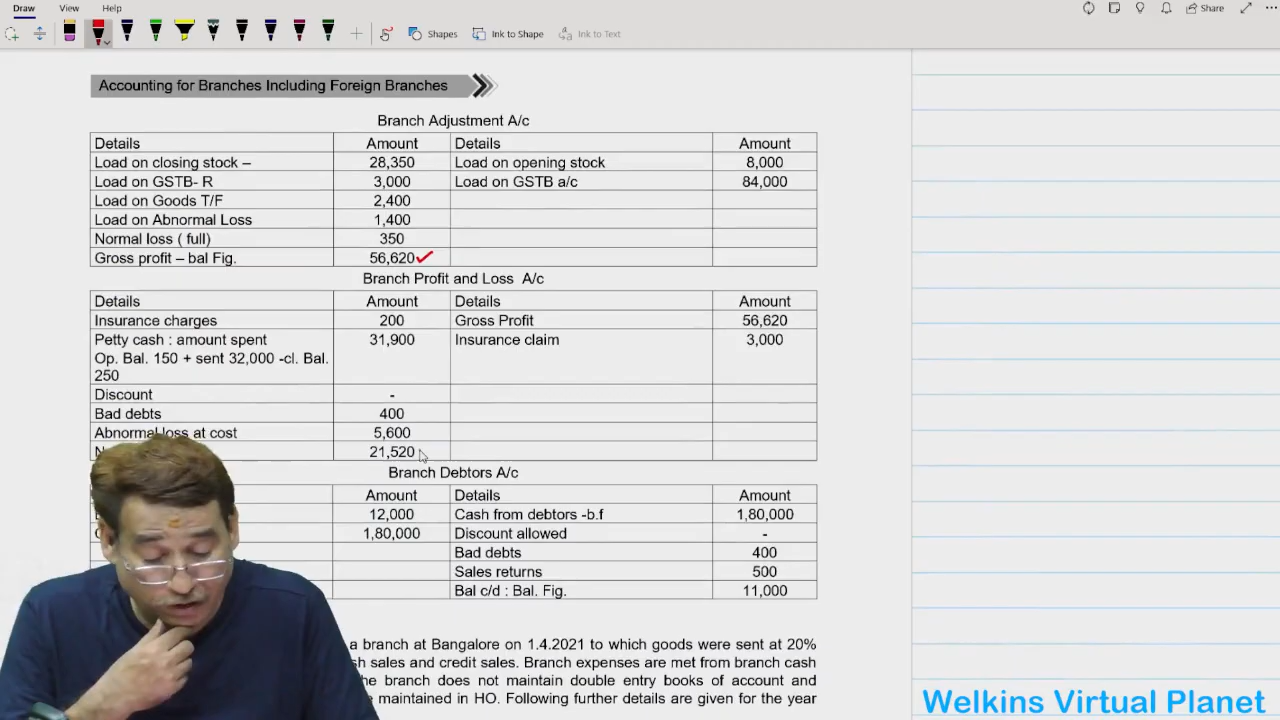 Draw View Help
Share
Shapes Ink to Shape Ink to Text
Accounting for Branches Including Foreign Branches
Branch Adjustment A/c
Details Amount Details Amount
Load on closing stock – 28,350 Load on opening stock 8,000
Load on GSTB- R 3,000 Load on GSTB a/c 84,000
Load on Goods T/F 2,400
Load on Abnormal Loss 1,400
Normal loss ( full) 350
Gross profit – bal Fig. 56,620
Branch Profit and Loss A/c
Details Amount Details Amount
Insurance charges 200 Gross Profit 56,620
Petty cash : amount spent 31,900 Insurance claim 3,000
Op. Bal. 150 + sent 32,000 -cl. Bal.
250
Discount -
Bad debts 400
Abnormal loss at cost 5,600
21,520
Branch Debtors A/c
Amount Details Amount
12,000 Cash from debtors -b.f 1,80,000
1,80,000 Discount allowed -
Bad debts 400
Sales returns 500
Bal c/d : Bal. Fig. 11,000
a branch at Bangalore on 1.4.2021 to which goods were sent at 20%
sh sales and credit sales. Branch expenses are met from branch cash
he branch does not maintain double entry books of account and
maintained in HO. Following further details are given for the year
Welkins Virtual Planet